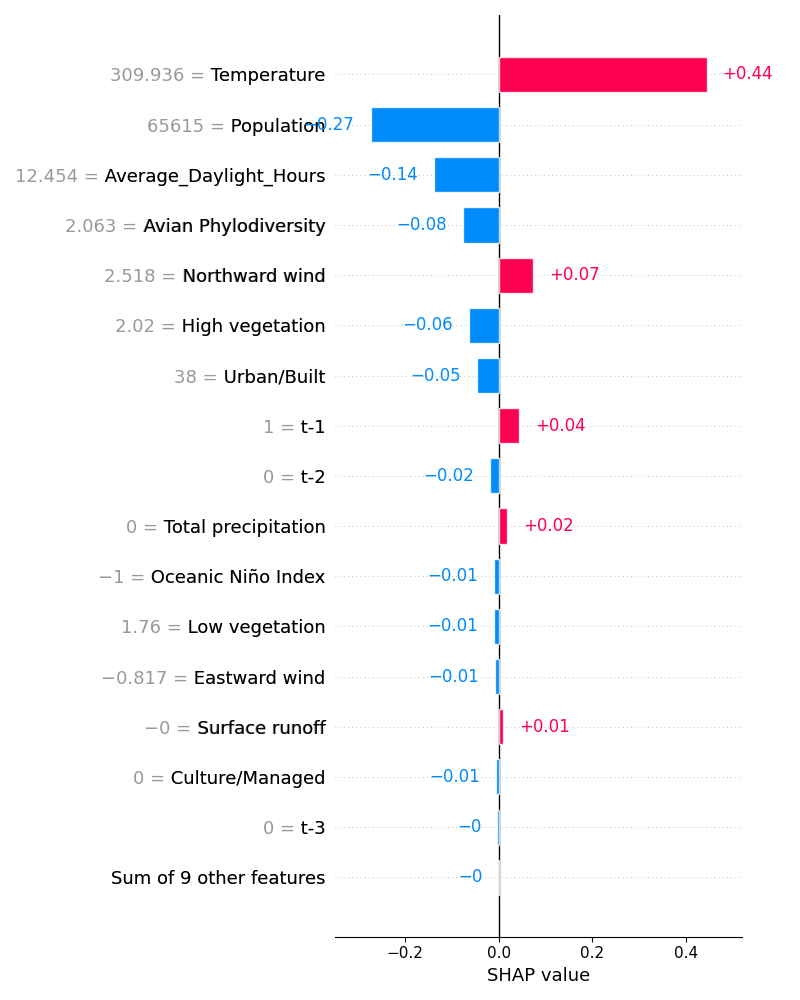 309.936 = Temperature +0.44
65615 = Population −0.27
12.454 = Average_Daylight_Hours −0.14
2.063 = Avian Phylodiversity −0.08
2.518 = Northward wind +0.07
2.02 = High vegetation −0.06
38 = Urban/Built −0.05
1 = t-1 +0.04
0 = t-2 −0.02
0 = Total precipitation +0.02
−1 = Oceanic Niño Index −0.01
1.76 = Low vegetation −0.01
−0.817 = Eastward wind −0.01
−0 = Surface runoff +0.01
0 = Culture/Managed −0.01
0 = t-3 −0
Sum of 9 other features −0
−0.2 0.0 0.2 0.4
SHAP value